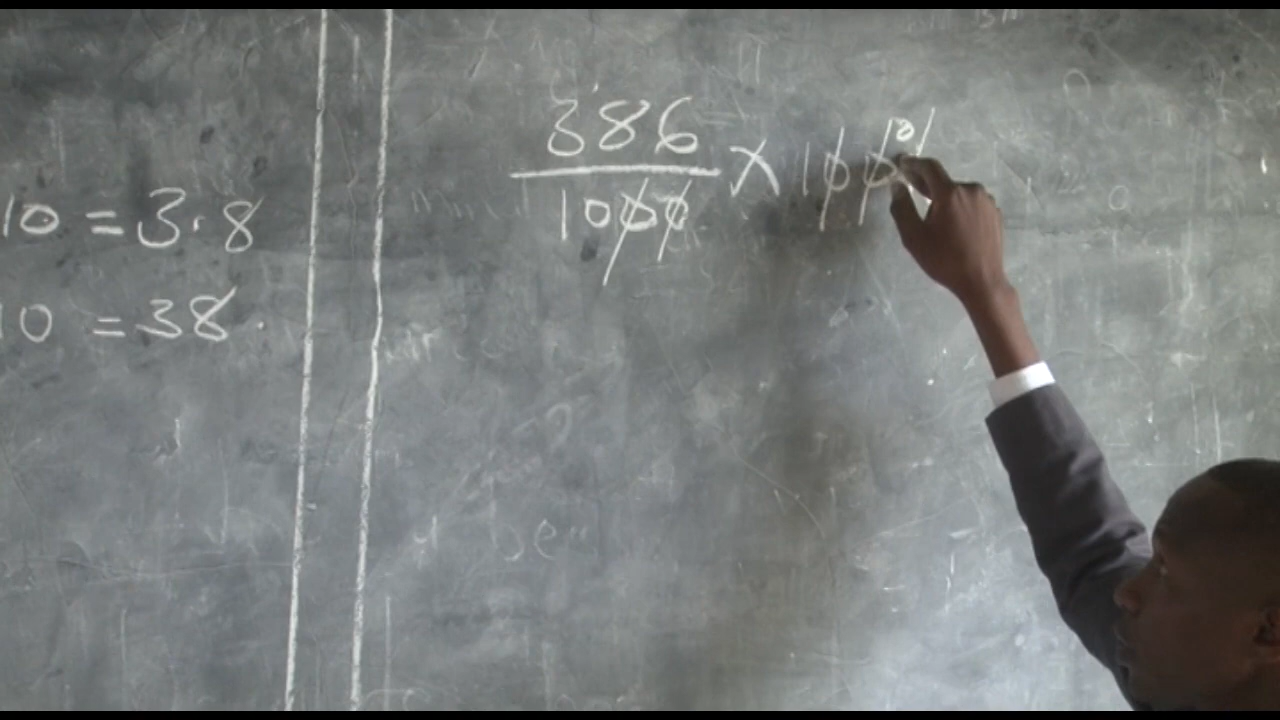 10 = 3.8
10 = 38
386
1000 × 100%